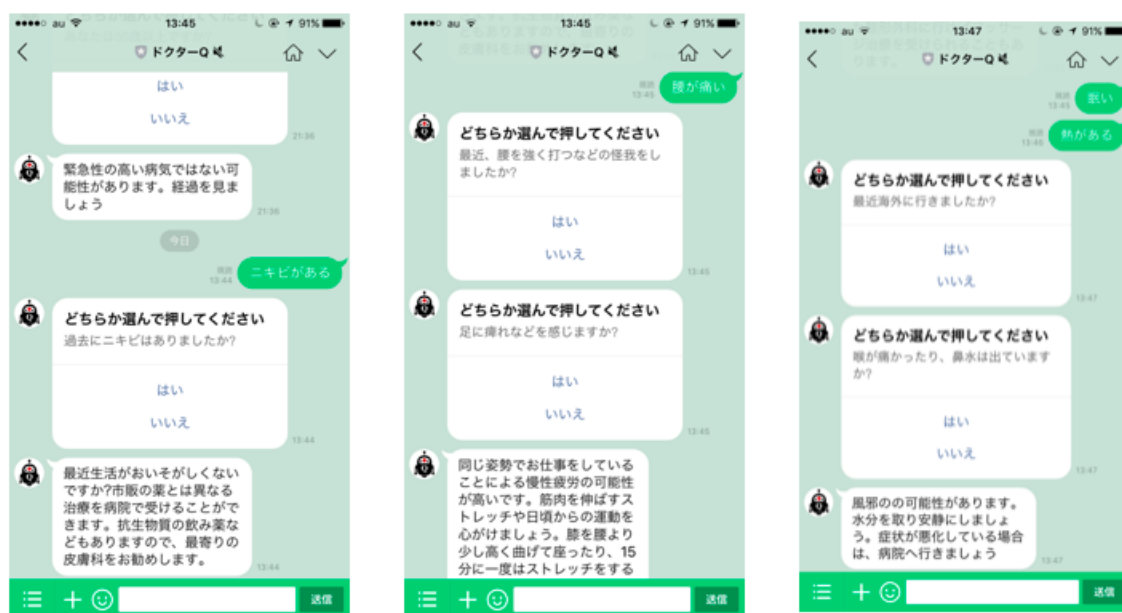 au
13:45
91%
ドクターQ
はい
いいえ
21:36
緊急性の高い病気ではない可
能性があります。経過を見ま
しょう
21:36
今日
既読
13:44
ニキビがある
どちらか選んで押してください
過去にニキビはありましたか?
はい
いいえ
13:44
最近生活がおいそがしくない
ですか?市販の薬とは異なる
治療を病院で受けることがで
きます。抗生物質の飲み薬な
どもありますので、最寄りの
皮膚科をお勧めします。
13:44
送信
au
13:45
91%
ドクターQ
既読
13:45
腰が痛い
どちらか選んで押してください
最近、腰を強く打つなどの怪我をし
ましたか?
はい
いいえ
13:45
どちらか選んで押してください
足に痺れなどを感じますか?
はい
いいえ
13:45
同じ姿勢でお仕事をしている
ことによる慢性疲労の可能性
が高いです。筋肉を伸ばすス
トレッチや日頃からの運動を
心がけましょう。膝を腰より
少し高く曲げて座ったり、15
分に一度はストレッチをする
送信
au
13:47
91%
ドクターQ
既読
13:45
眠い
既読
13:46
熱がある
どちらか選んで押してください
最近海外に行きましたか?
はい
いいえ
13:47
どちらか選んで押してください
喉が痛かったり、鼻水は出ています
か?
はい
いいえ
13:47
風邪のの可能性があります。
水分を取り安静にしましょ
う。症状が悪化している場合
は、病院へ行きましょう
13:47
送信